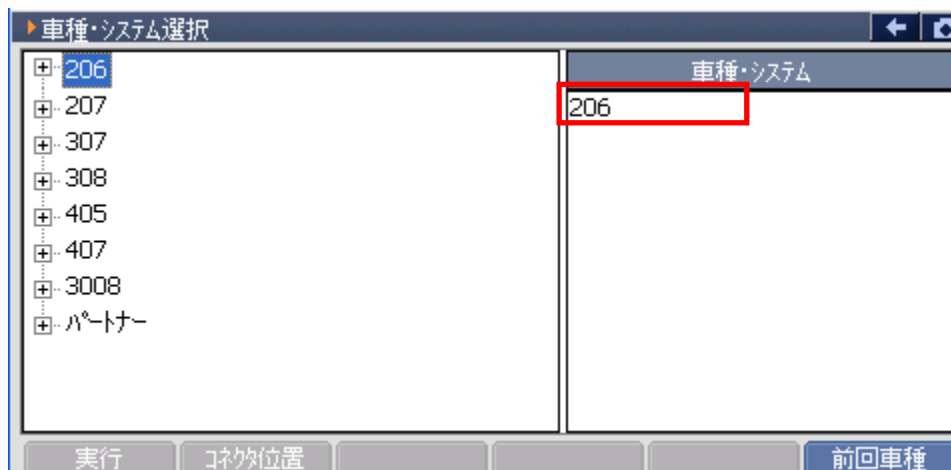 車種・システム選択
206
207
307
308
405
407
3008
パートナー
車種・システム
206
実行
コネクタ位置
前回車種